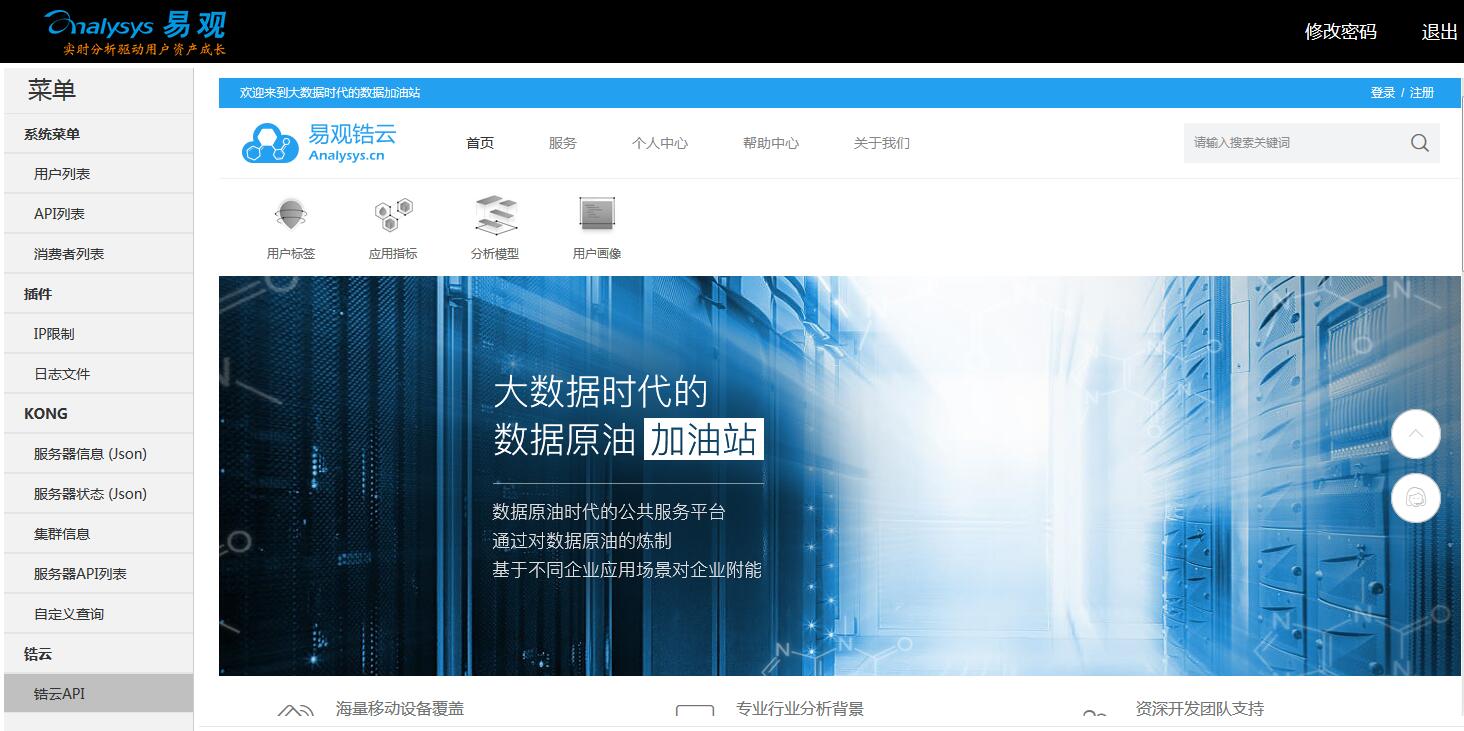 Analysys 易观
实时分析驱动用户资产成长
修改密码
退出
菜单
系统菜单
用户列表
API列表
消费者列表
插件
IP限制
日志文件
KONG
服务器信息 (Json)
服务器状态 (Json)
集群信息
服务器API列表
自定义查询
锆云
锆云API
欢迎来到大数据时代的数据加油站
登录 / 注册
易观锆云
Analysys.cn
首页
服务
个人中心
帮助中心
关于我们
请输入搜索关键词
用户标签
应用指标
分析模型
用户画像
大数据时代的
数据原油 加油站
数据原油时代的公共服务平台
通过对数据原油的炼制
基于不同企业应用场景对企业附能
N
N
N
N
N
N
N
O
O
O
O
O
海量移动设备覆盖
专业行业分析背景
资深开发团队支持